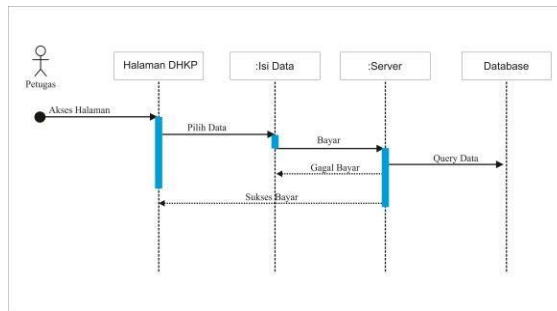 Halaman DHKP
:Isi Data
:Server
Database
Petugas
Akses Halaman
Pilih Data
Bayar
Query Data
Gagal Bayar
Sukses Bayar